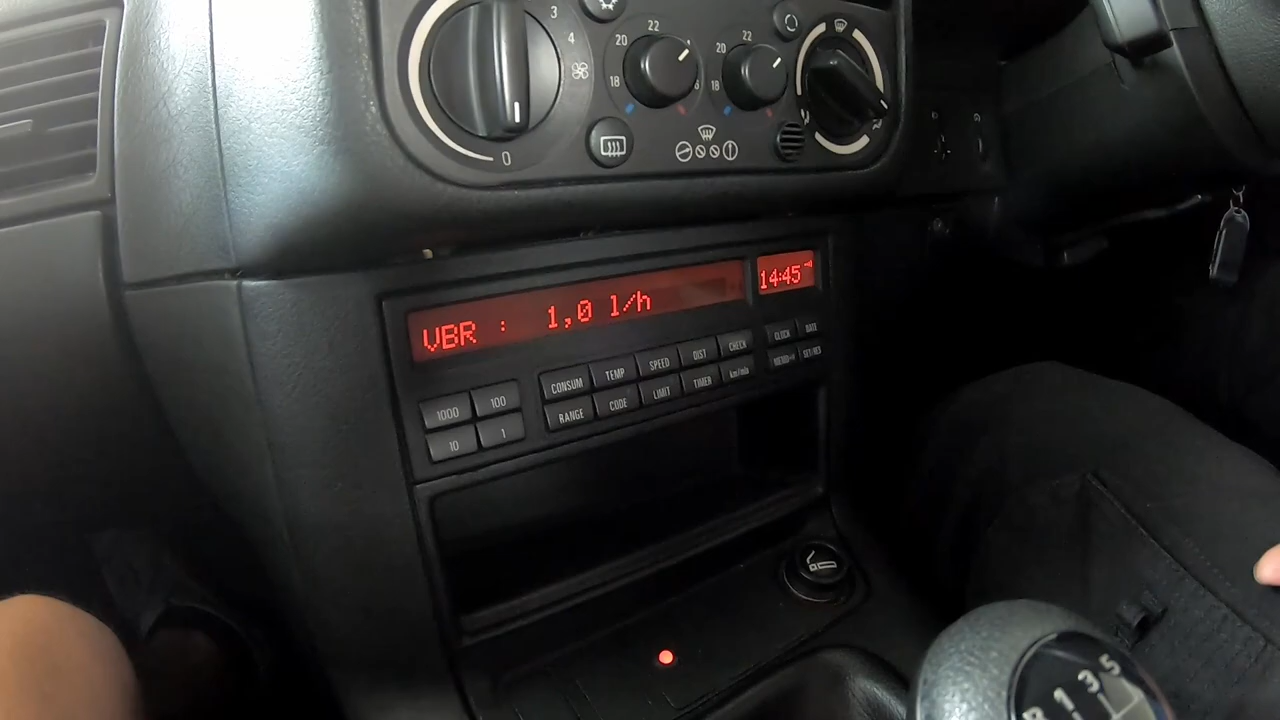 3
4
0
22
20
18
22
20
18
VBR : 1,0 l/h
14:45
1000 100
10 1
CONSUM TEMP SPEED DIST CHECK
RANGE CODE LIMIT TIMER km/mls
CLOCK DATE
SET/RES
R 1 3 5